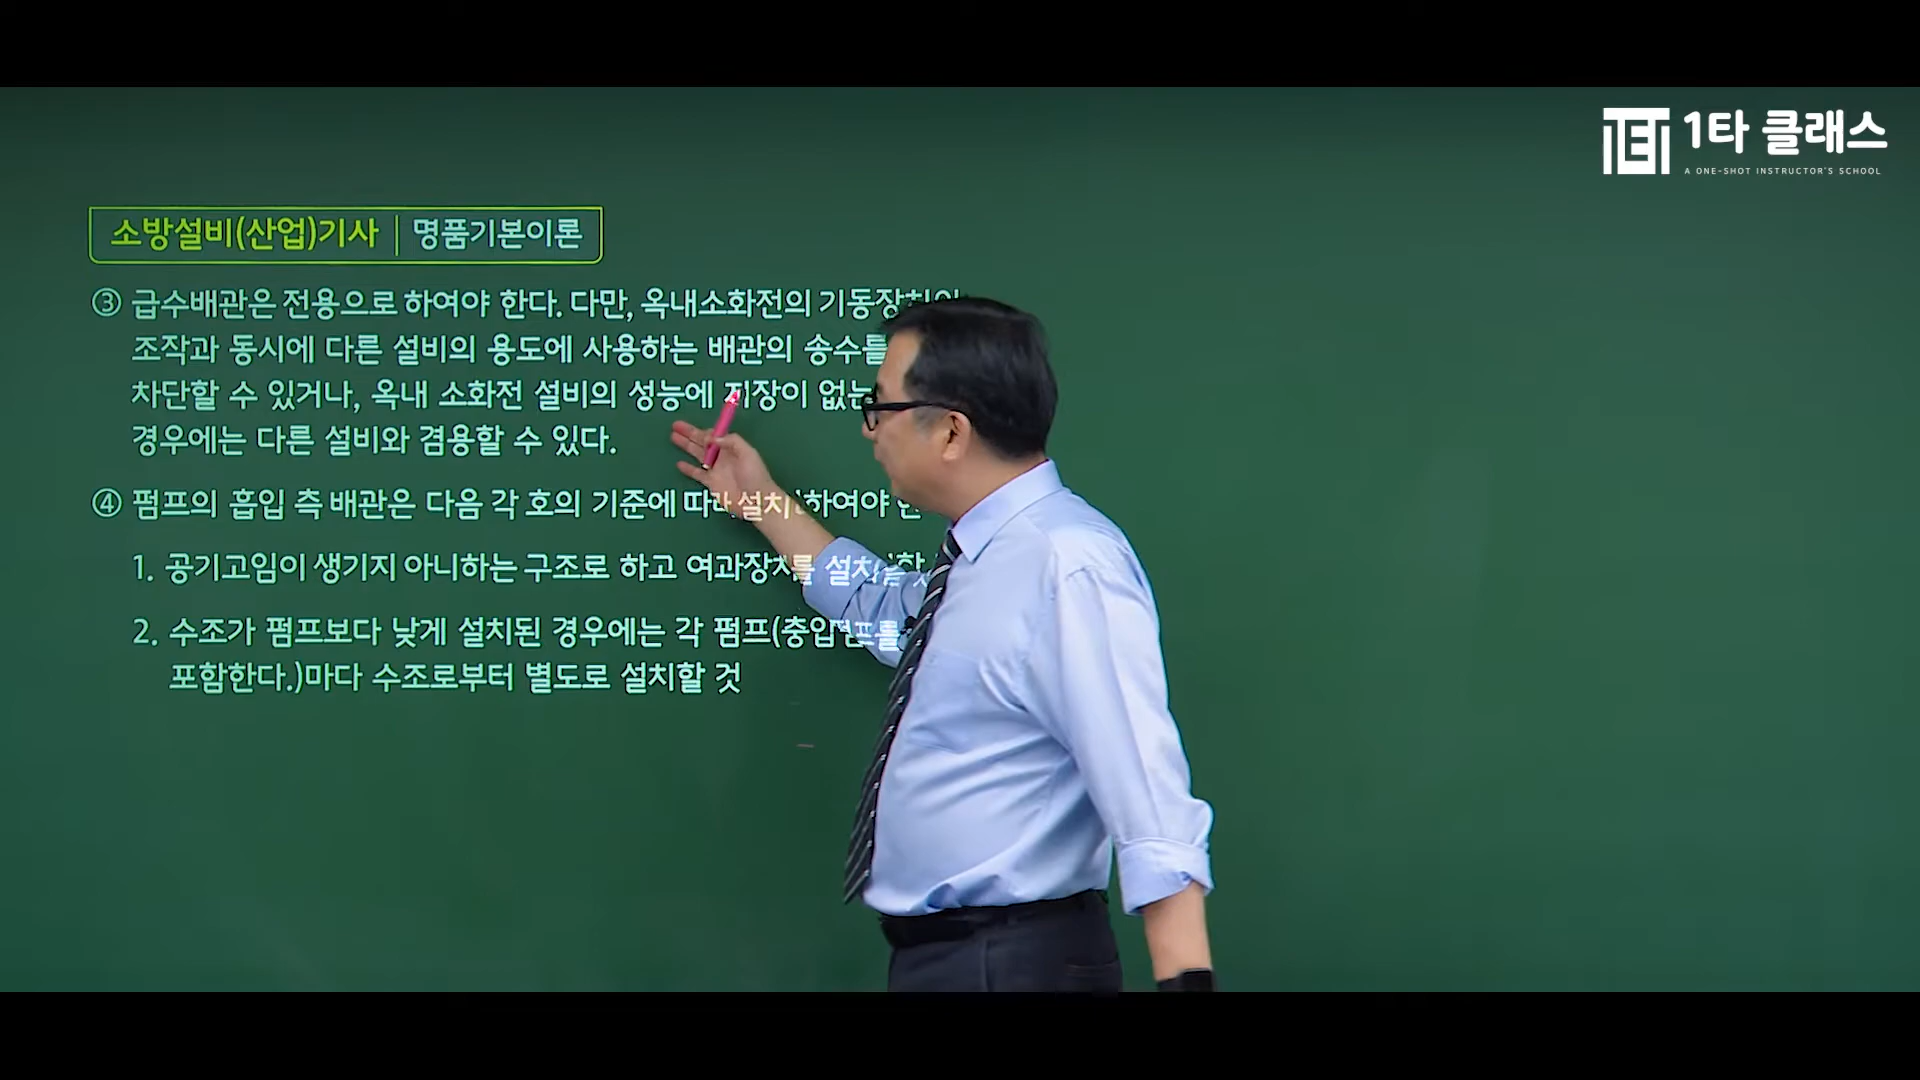 1타 클래스
A ONE-SHOT INSTRUCTOR'S SCHOOL
소방설비(산업)기사 | 명품기본이론
③ 급수배관은 전용으로 하여야 한다. 다만, 옥내소화전의
조작과 동시에 다른 설비의 용도에 사용하는 배관의 송수를
차단할 수 있거나, 옥내 소화전 설비의 성능에 지장이 없는
경우에는 다른 설비와 겸용할 수 있다.
④ 펌프의 흡입 측 배관은 다음 각 호의 기준에 따라 설치하여야
1. 공기고임이 생기지 아니하는 구조로 하고 여과장치를 설치할
2. 수조가 펌프보다 낮게 설치된 경우에는 각 펌프(충압펌프를
포함한다.)마다 수조로부터 별도로 설치할 것